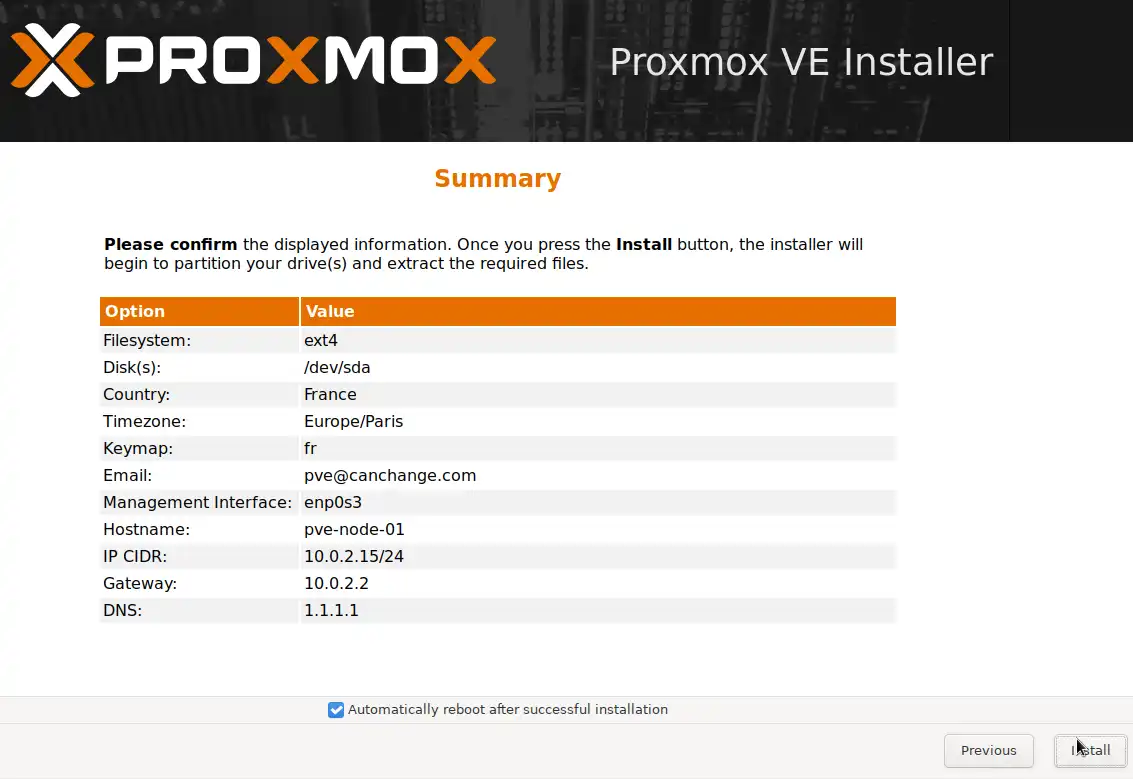 PROXMOX
Proxmox VE Installer
Summary
Please confirm the displayed information. Once you press the Install button, the installer will
begin to partition your drive(s) and extract the required files.
Option Value
Filesystem: ext4
Disk(s): /dev/sda
Country: France
Timezone: Europe/Paris
Keymap: fr
Email: pve@canchange.com
Management Interface: enp0s3
Hostname: pve-node-01
IP CIDR: 10.0.2.15/24
Gateway: 10.0.2.2
DNS: 1.1.1.1
Automatically reboot after successful installation
Previous Install